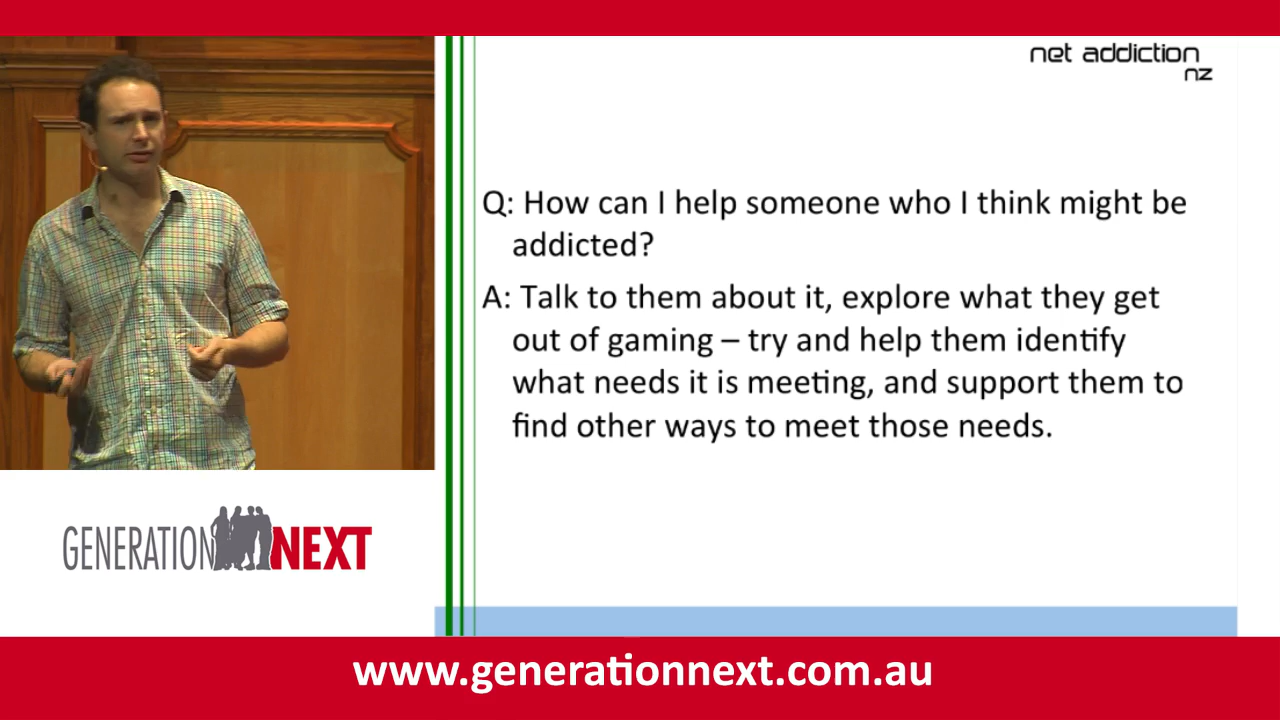 net addiction
nz
Q: How can I help someone who I think might be
addicted?
A: Talk to them about it, explore what they get
out of gaming – try and help them identify
what needs it is meeting, and support them to
find other ways to meet those needs.
GENERATION NEXT
www.generationnext.com.au